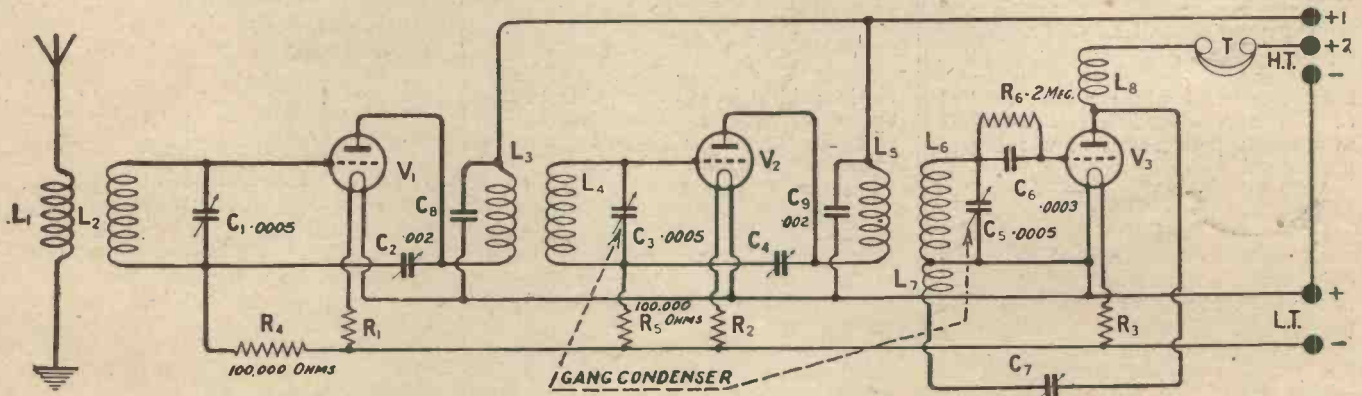 +1
+2
T
H.T.
-
L8
R6-2 MEG.
V1
L3
V2
L5
L6
V3
L4
.L1
L2
C1 .0005
C8
C9
.002
C6
.0003
C2 .002
C3 .0005
C4
C5 .0005
L7
100.000
OHMS
+
R4
R1
R5
R2
R3
L.T.
-
100,000 OHMS
GANG CONDENSER
C7